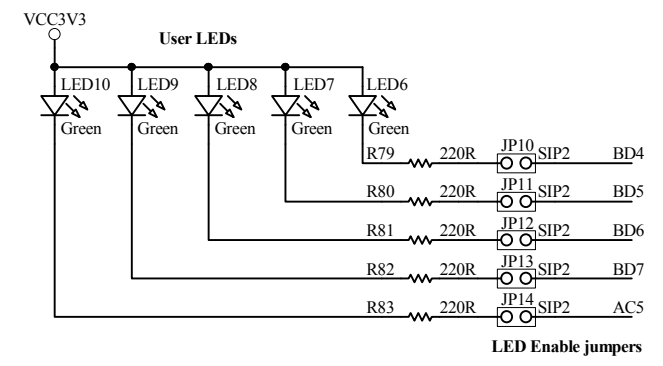 VCC3V3
User LEDs
LED10 LED9 LED8 LED7 LED6
Green Green Green Green Green
R79 220R JP10 SIP2 BD4
R80 220R JP11 SIP2 BD5
R81 220R JP12 SIP2 BD6
R82 220R JP13 SIP2 BD7
R83 220R JP14 SIP2 AC5
LED Enable jumpers